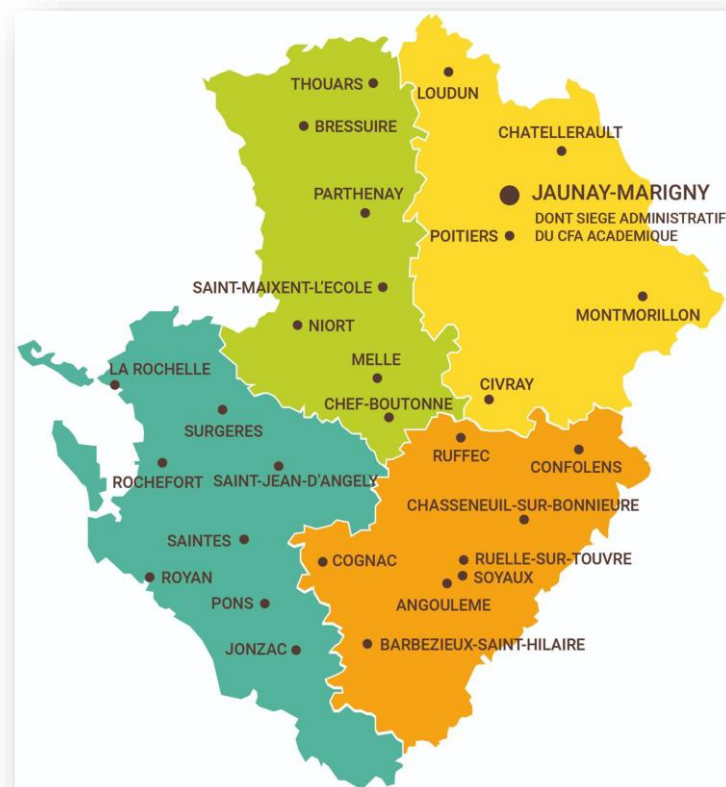 THOUARS
LOUDUN
BRESSUIRE
CHATELLERAULT
PARTHENAY
JAUNAY-MARIGNY
DONT SIEGE ADMINISTRATIF
DU CFA ACADEMIQUE
POITIERS
SAINT-MAIXENT-L'ECOLE
MONTMORILLON
NIORT
MELLE
LA ROCHELLE
CIVRAY
CHEF-BOUTONNE
SURGERES
RUFFEC
CONFOLENS
ROCHEFORT
SAINT-JEAN-D'ANGELY
CHASSENEUIL-SUR-BONNIEURE
SAINTES
COGNAC
RUELLE-SUR-TOUVRE
SOYAUX
ROYAN
ANGOULEME
PONS
BARBEZIEUX-SAINT-HILAIRE
JONZAC